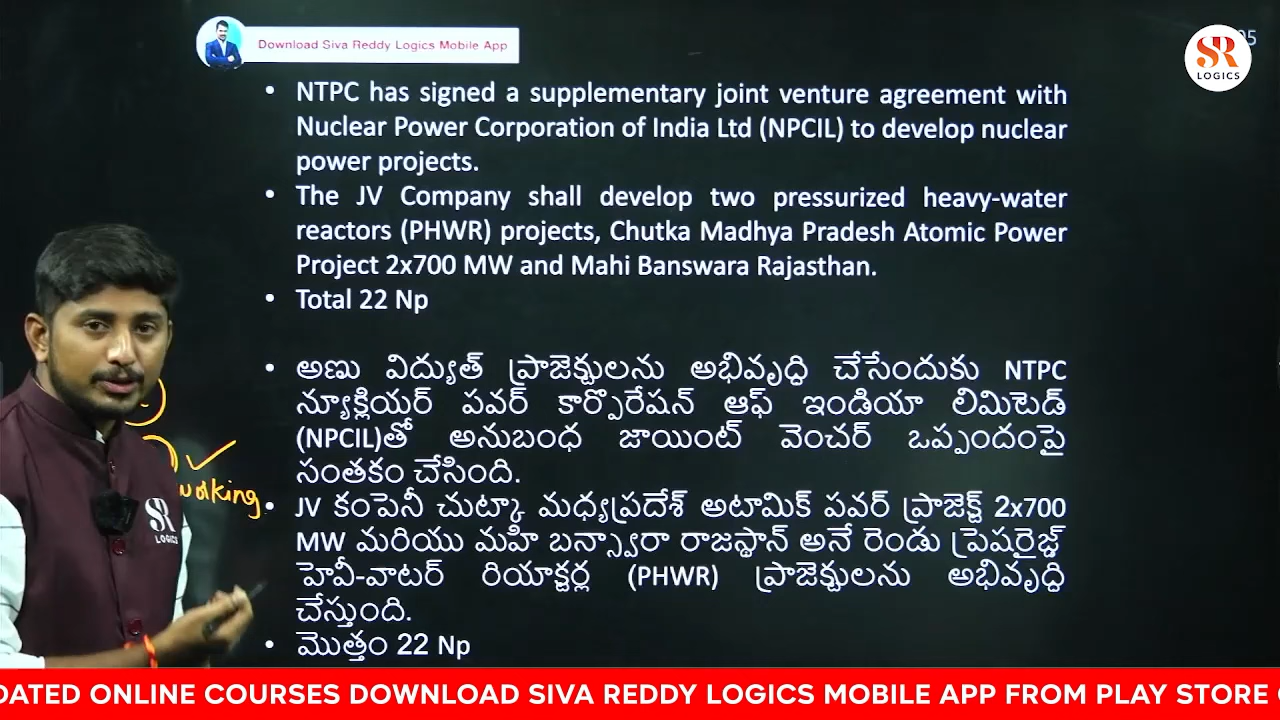 Download Siva Reddy Logics Mobile App
SR
LOGICS
• NTPC has signed a supplementary joint venture agreement with
Nuclear Power Corporation of India Ltd (NPCIL) to develop nuclear
power projects.
• The JV Company shall develop two pressurized heavy-water
reactors (PHWR) projects, Chutka Madhya Pradesh Atomic Power
Project 2x700 MW and Mahi Banswara Rajasthan.
• Total 22 Np
• అణు విద్యుత్ ప్రాజెక్టులను అభివృద్ధి చేసేందుకు NTPC
న్యూక్లియర్ పవర్ కార్పొరేషన్ ఆఫ్ ఇండియా లిమిటెడ్
(NPCIL)తో అనుబంధ జాయింట్ వెంచర్ ఒప్పందంపై
సంతకం చేసింది.
working
• JV కంపెనీ చుట్కా మధ్యప్రదేశ్ అటామిక్ పవర్ ప్రాజెక్ట్ 2x700
MW మరియు మహి బన్స్వారా రాజస్థాన్ అనే రెండు ప్రెషరైజ్డ్
హెవీ-వాటర్ రియాక్టర్ల (PHWR) ప్రాజెక్టులను అభివృద్ధి
చేస్తుంది.
• మొత్తం 22 Np
SR
LOGICS
DATED ONLINE COURSES DOWNLOAD SIVA REDDY LOGICS MOBILE APP FROM PLAY STORE